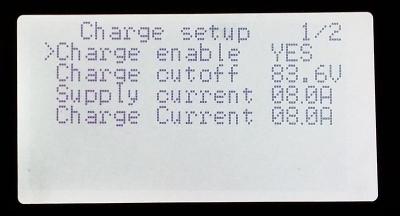 Charge setup 1/2
>Charge enable YES
Charge cutoff 83.6V
Supply current 08.0A
Charge Current 08.0A